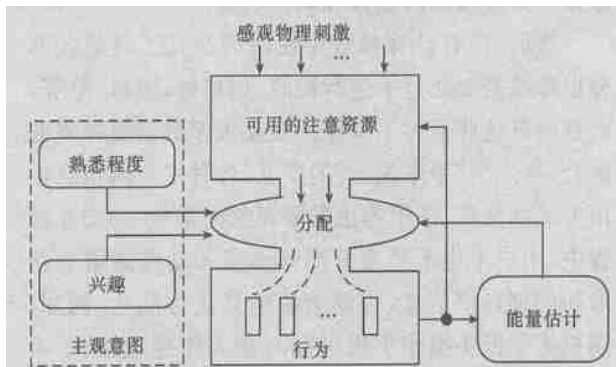 感观物理刺激
...
可用的注意资源
熟悉程度
分配
兴趣
...
能量估计
主观意图
行为